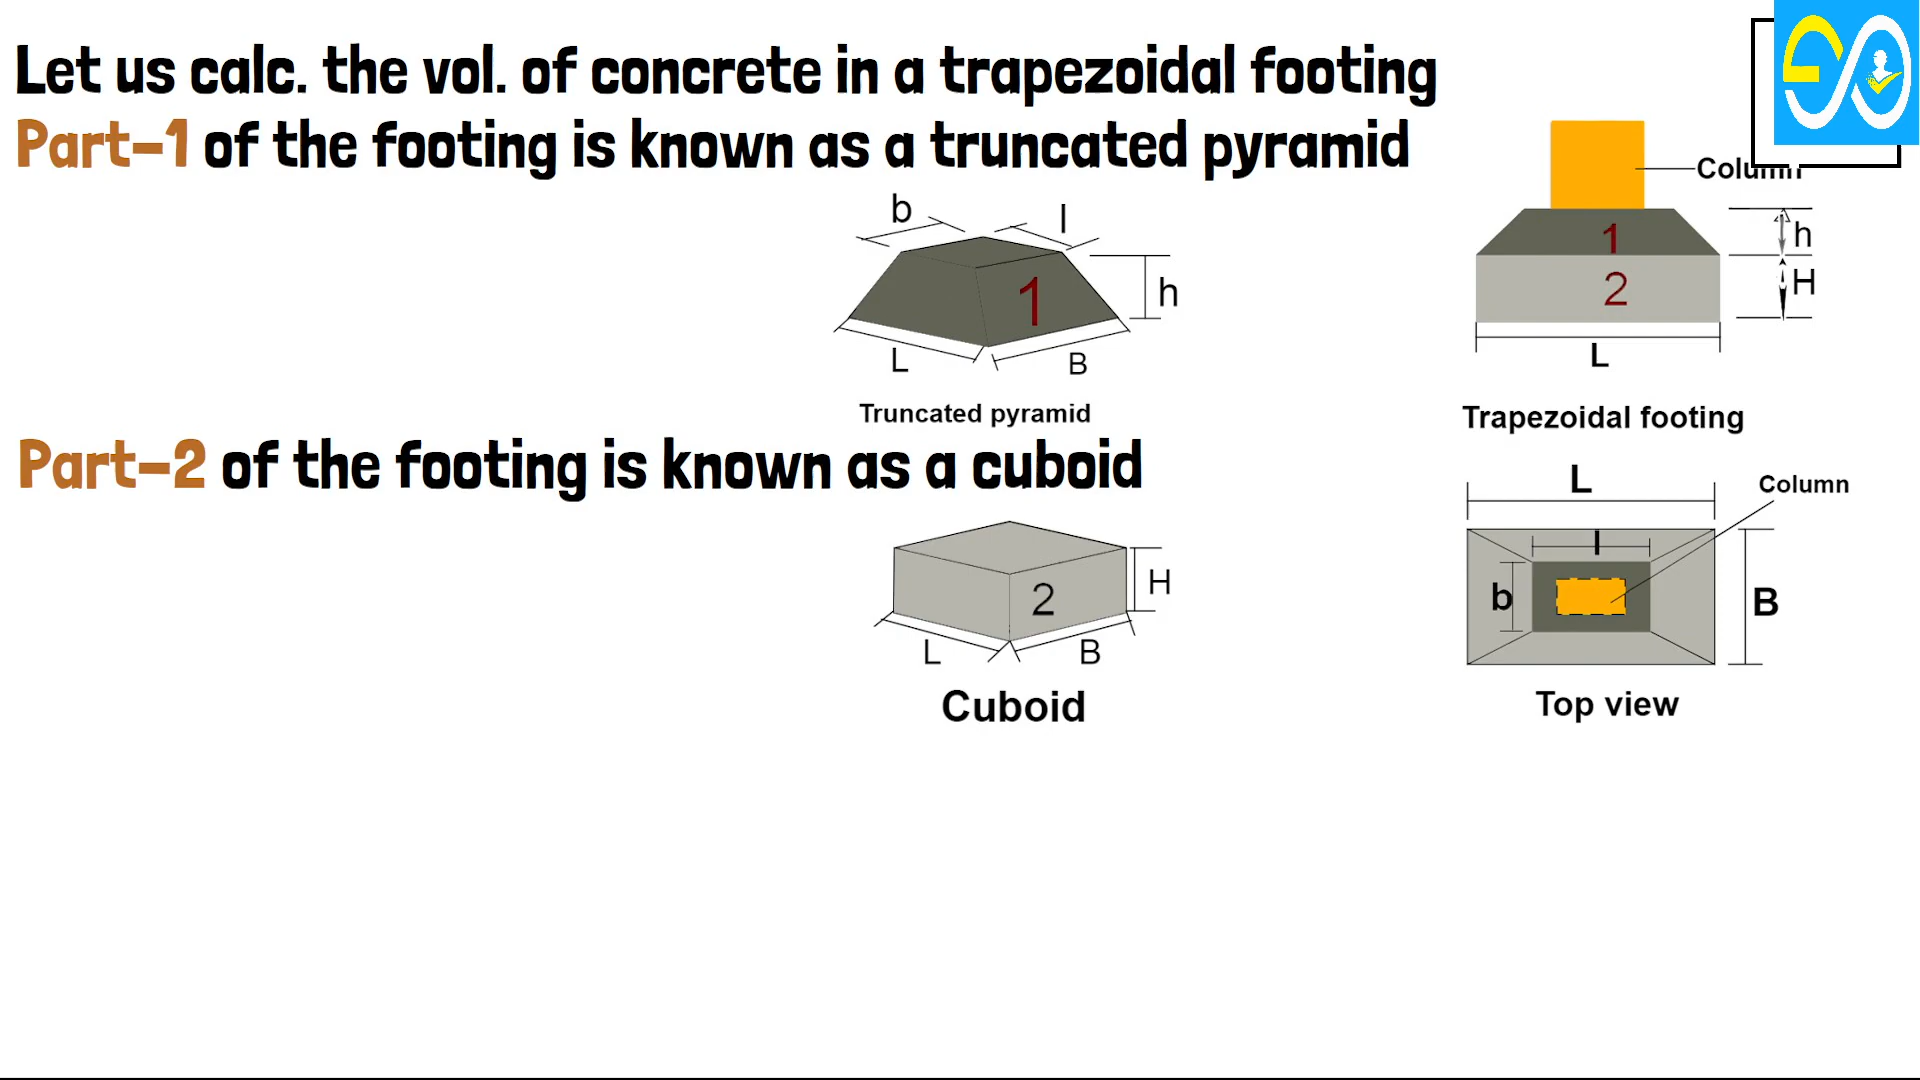 Let us calc. the vol. of concrete in a trapezoidal footing
Part-1 of the footing is known as a truncated pyramid
Column
b
l
h
1
L
B
Truncated pyramid
1
h
2
H
L
Trapezoidal footing
Part-2 of the footing is known as a cuboid
H
2
L
B
Cuboid
L
Column
l
b
B
Top view